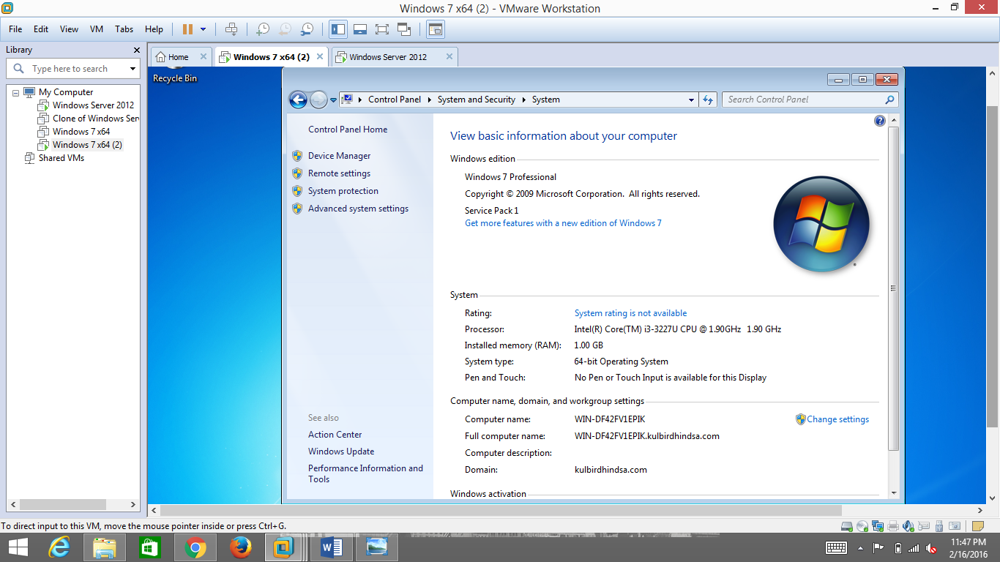 Windows 7 x64 (2) - VMware Workstation
File Edit View VM Tabs Help
Library
Type here to search
My Computer
Windows Server 2012
Clone of Windows Ser
Windows 7 x64
Windows 7 x64 (2)
Shared VMs
Home
Windows 7 x64 (2)
Windows Server 2012
Recycle Bin
Control Panel System and Security System
Search Control Panel
Control Panel Home
Device Manager
Remote settings
System protection
Advanced system settings
See also
Action Center
Windows Update
Performance Information and
Tools
View basic information about your computer
Windows edition
Windows 7 Professional
Copyright © 2009 Microsoft Corporation. All rights reserved.
Service Pack 1
Get more features with a new edition of Windows 7
System
Rating: System rating is not available
Processor: Intel(R) Core(TM) i3-3227U CPU @ 1.90GHz 1.90 GHz
Installed memory (RAM): 1.00 GB
System type: 64-bit Operating System
Pen and Touch: No Pen or Touch Input is available for this Display
Computer name, domain, and workgroup settings
Computer name: WIN-DF42FV1EPIK Change settings
Full computer name: WIN-DF42FV1EPIK.kulbirdhindsa.com
Computer description:
Domain: kulbirdhindsa.com
Windows activation
To direct input to this VM, move the mouse pointer inside or press Ctrl+G.
11:47 PM
2/16/2016